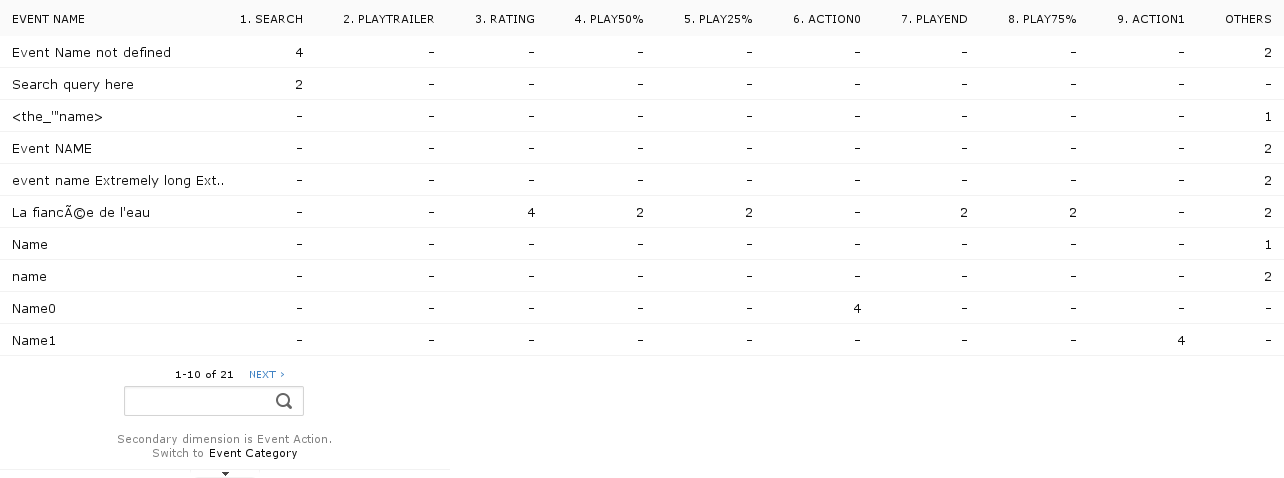 EVENT NAME 1. SEARCH 2. PLAYTRAILER 3. RATING 4. PLAY50% 5. PLAY25% 6. ACTION0 7. PLAYEND 8. PLAY75% 9. ACTION1 OTHERS
Event Name not defined 4 - - - - - - - - 2
Search query here 2 - - - - - - - - -
<the_'"name> - - - - - - - - - 1
Event NAME - - - - - - - - - 2
event name Extremely long Ext.. - - - - - - - - - 2
La fiancÃ©e de l'eau - - 4 2 2 - 2 2 - 2
Name - - - - - - - - - 1
name - - - - - - - - - 2
Name0 - - - - - 4 - - - -
Name1 - - - - - - - - 4 -
1-10 of 21 NEXT ›
Secondary dimension is Event Action.
Switch to Event Category